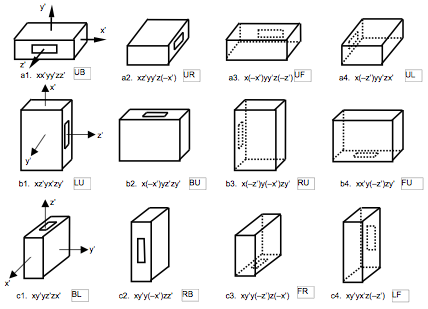 y'
x'
z'
a1. xx'yy'zz' UB
a2. xz'yy'z(–x') UR
a3. x(–x')yy'z(–z') UF
a4. x(–z')yy'zx' UL
x'
z'
y'
b1. xz'yx'zy' LU
b2. x(–x')yz'zy' BU
b3. x(–z')y(–x')zy' RU
b4. xx'y(–z')zy' FU
z'
y'
x'
c1. xy'yz'zx' BL
c2. xy'y(–x')zz' RB
c3. xy'y(–z')z(–x') FR
c4. xy'yx'z(–z') LF